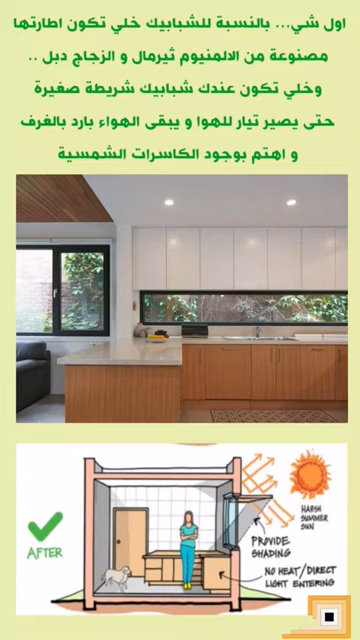 اول شي... بالنسبة للشبابيك خلي تكون اطارتها
مصنوعة من الالمنيوم ثيرمال و الزجاج دبل ..
وخلي تكون عندك شبابيك شريطة صغيرة
حتى يصير تيار للهوا و يبقى الهواء بارد بالغرف
و اهتم بوجود الكاسرات الشمسية
HARSH
SUMMER
SUN
PROVIDE
SHADING
AFTER
NO HEAT/DIRECT
LIGHT ENTERING